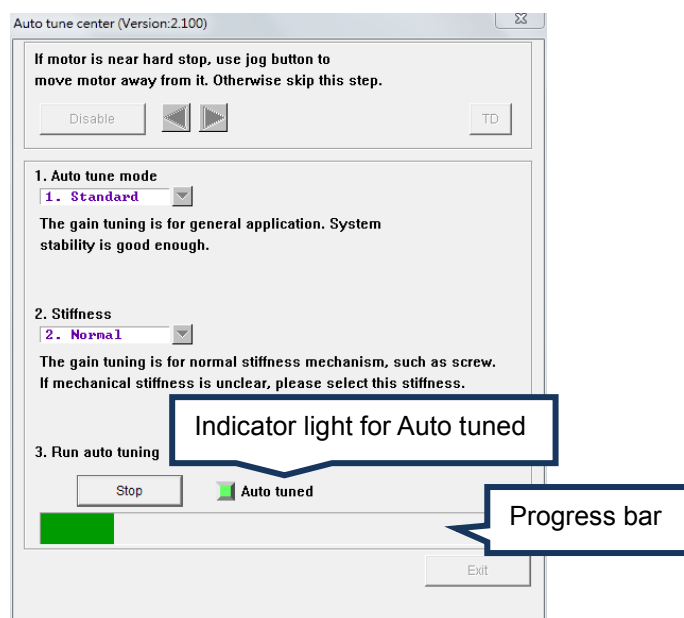 Auto tune center (Version:2.100)
If motor is near hard stop, use jog button to
move motor away from it. Otherwise skip this step.
Disable
TD
1. Auto tune mode
1. Standard
The gain tuning is for general application. System
stability is good enough.
2. Stiffness
2. Normal
The gain tuning is for normal stiffness mechanism, such as screw.
If mechanical stiffness is unclear, please select this stiffness.
Indicator light for Auto tuned
3. Run auto tuning
Stop
Auto tuned
Progress bar
Exit